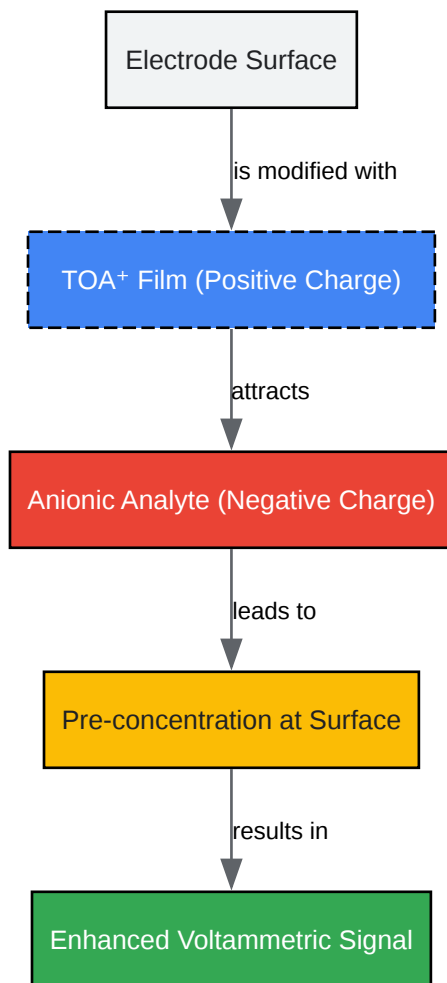 Electrode Surface
is modified with
TOA⁺ Film (Positive Charge)
attracts
Anionic Analyte (Negative Charge)
leads to
Pre-concentration at Surface
results in
Enhanced Voltammetric Signal